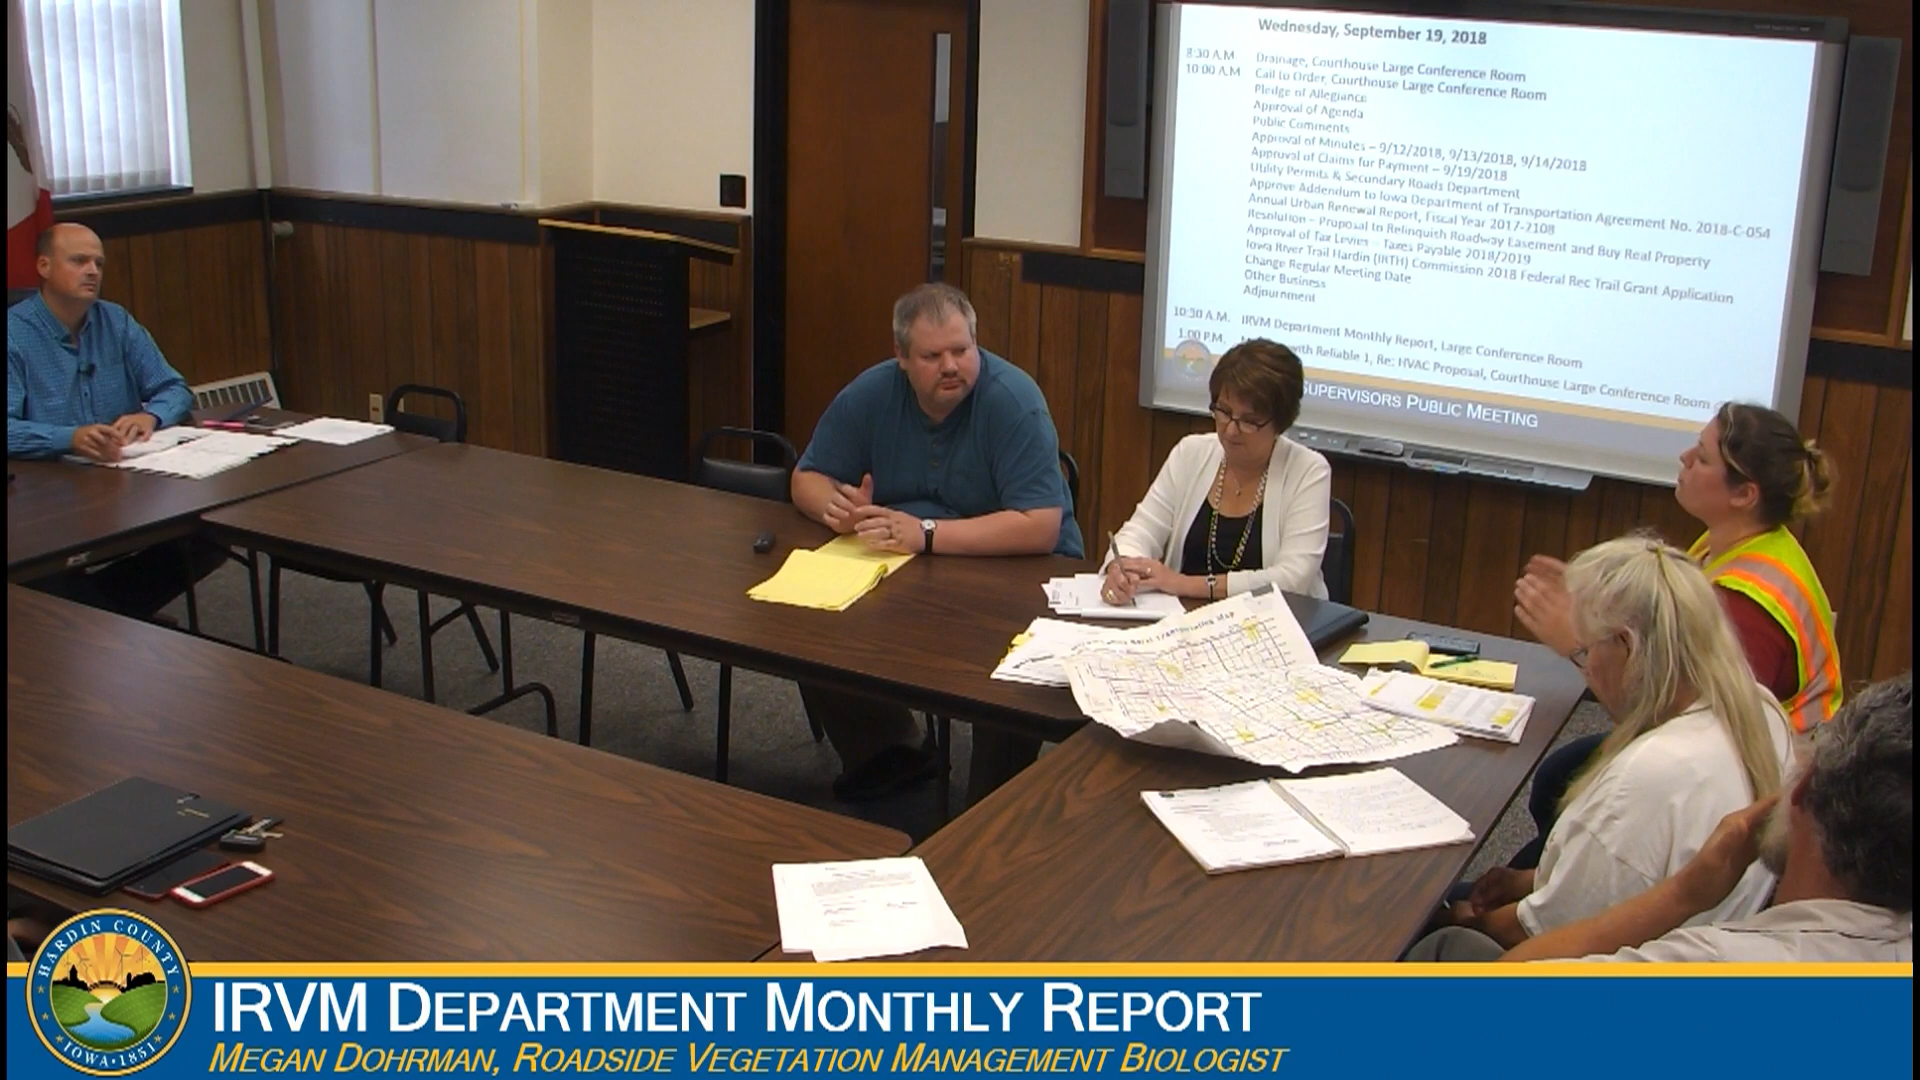 Wednesday, September 19, 2018
8:30 A.M Drainage, Courthouse Large Conference Room
10:00 A.M Call to Order, Courthouse Large Conference Room
Pledge of Allegiance
Approval of Agenda
Public Comments
Approval of Minutes – 9/12/2018, 9/13/2018, 9/14/2018
Approval of Claims for Payment – 9/19/2018
Utility Permits & Secondary Roads Department
Approve Addendum to Iowa Department of Transportation Agreement No. 2018-C-054
Annual Urban Renewal Report, Fiscal Year 2017-2108
Resolution – Proposal to Relinquish Roadway Easement and Buy Real Property
Approval of Tax Levies – Taxes Payable 2018/2019
Iowa River Trail Hardin (IRTH) Commission 2018 Federal Rec Trail Grant Application
Change Regular Meeting Date
Other Business
Adjournment
10:30 A.M. IRVM Department Monthly Report, Large Conference Room
1:00 P.M. with Reliable 1, Re: HVAC Proposal, Courthouse Large Conference Room
SUPERVISORS PUBLIC MEETING
TRANSPORTATION MAP
HARDIN COUNTY
IOWA • 1851
IRVM DEPARTMENT MONTHLY REPORT
MEGAN DOHRMAN, ROADSIDE VEGETATION MANAGEMENT BIOLOGIST